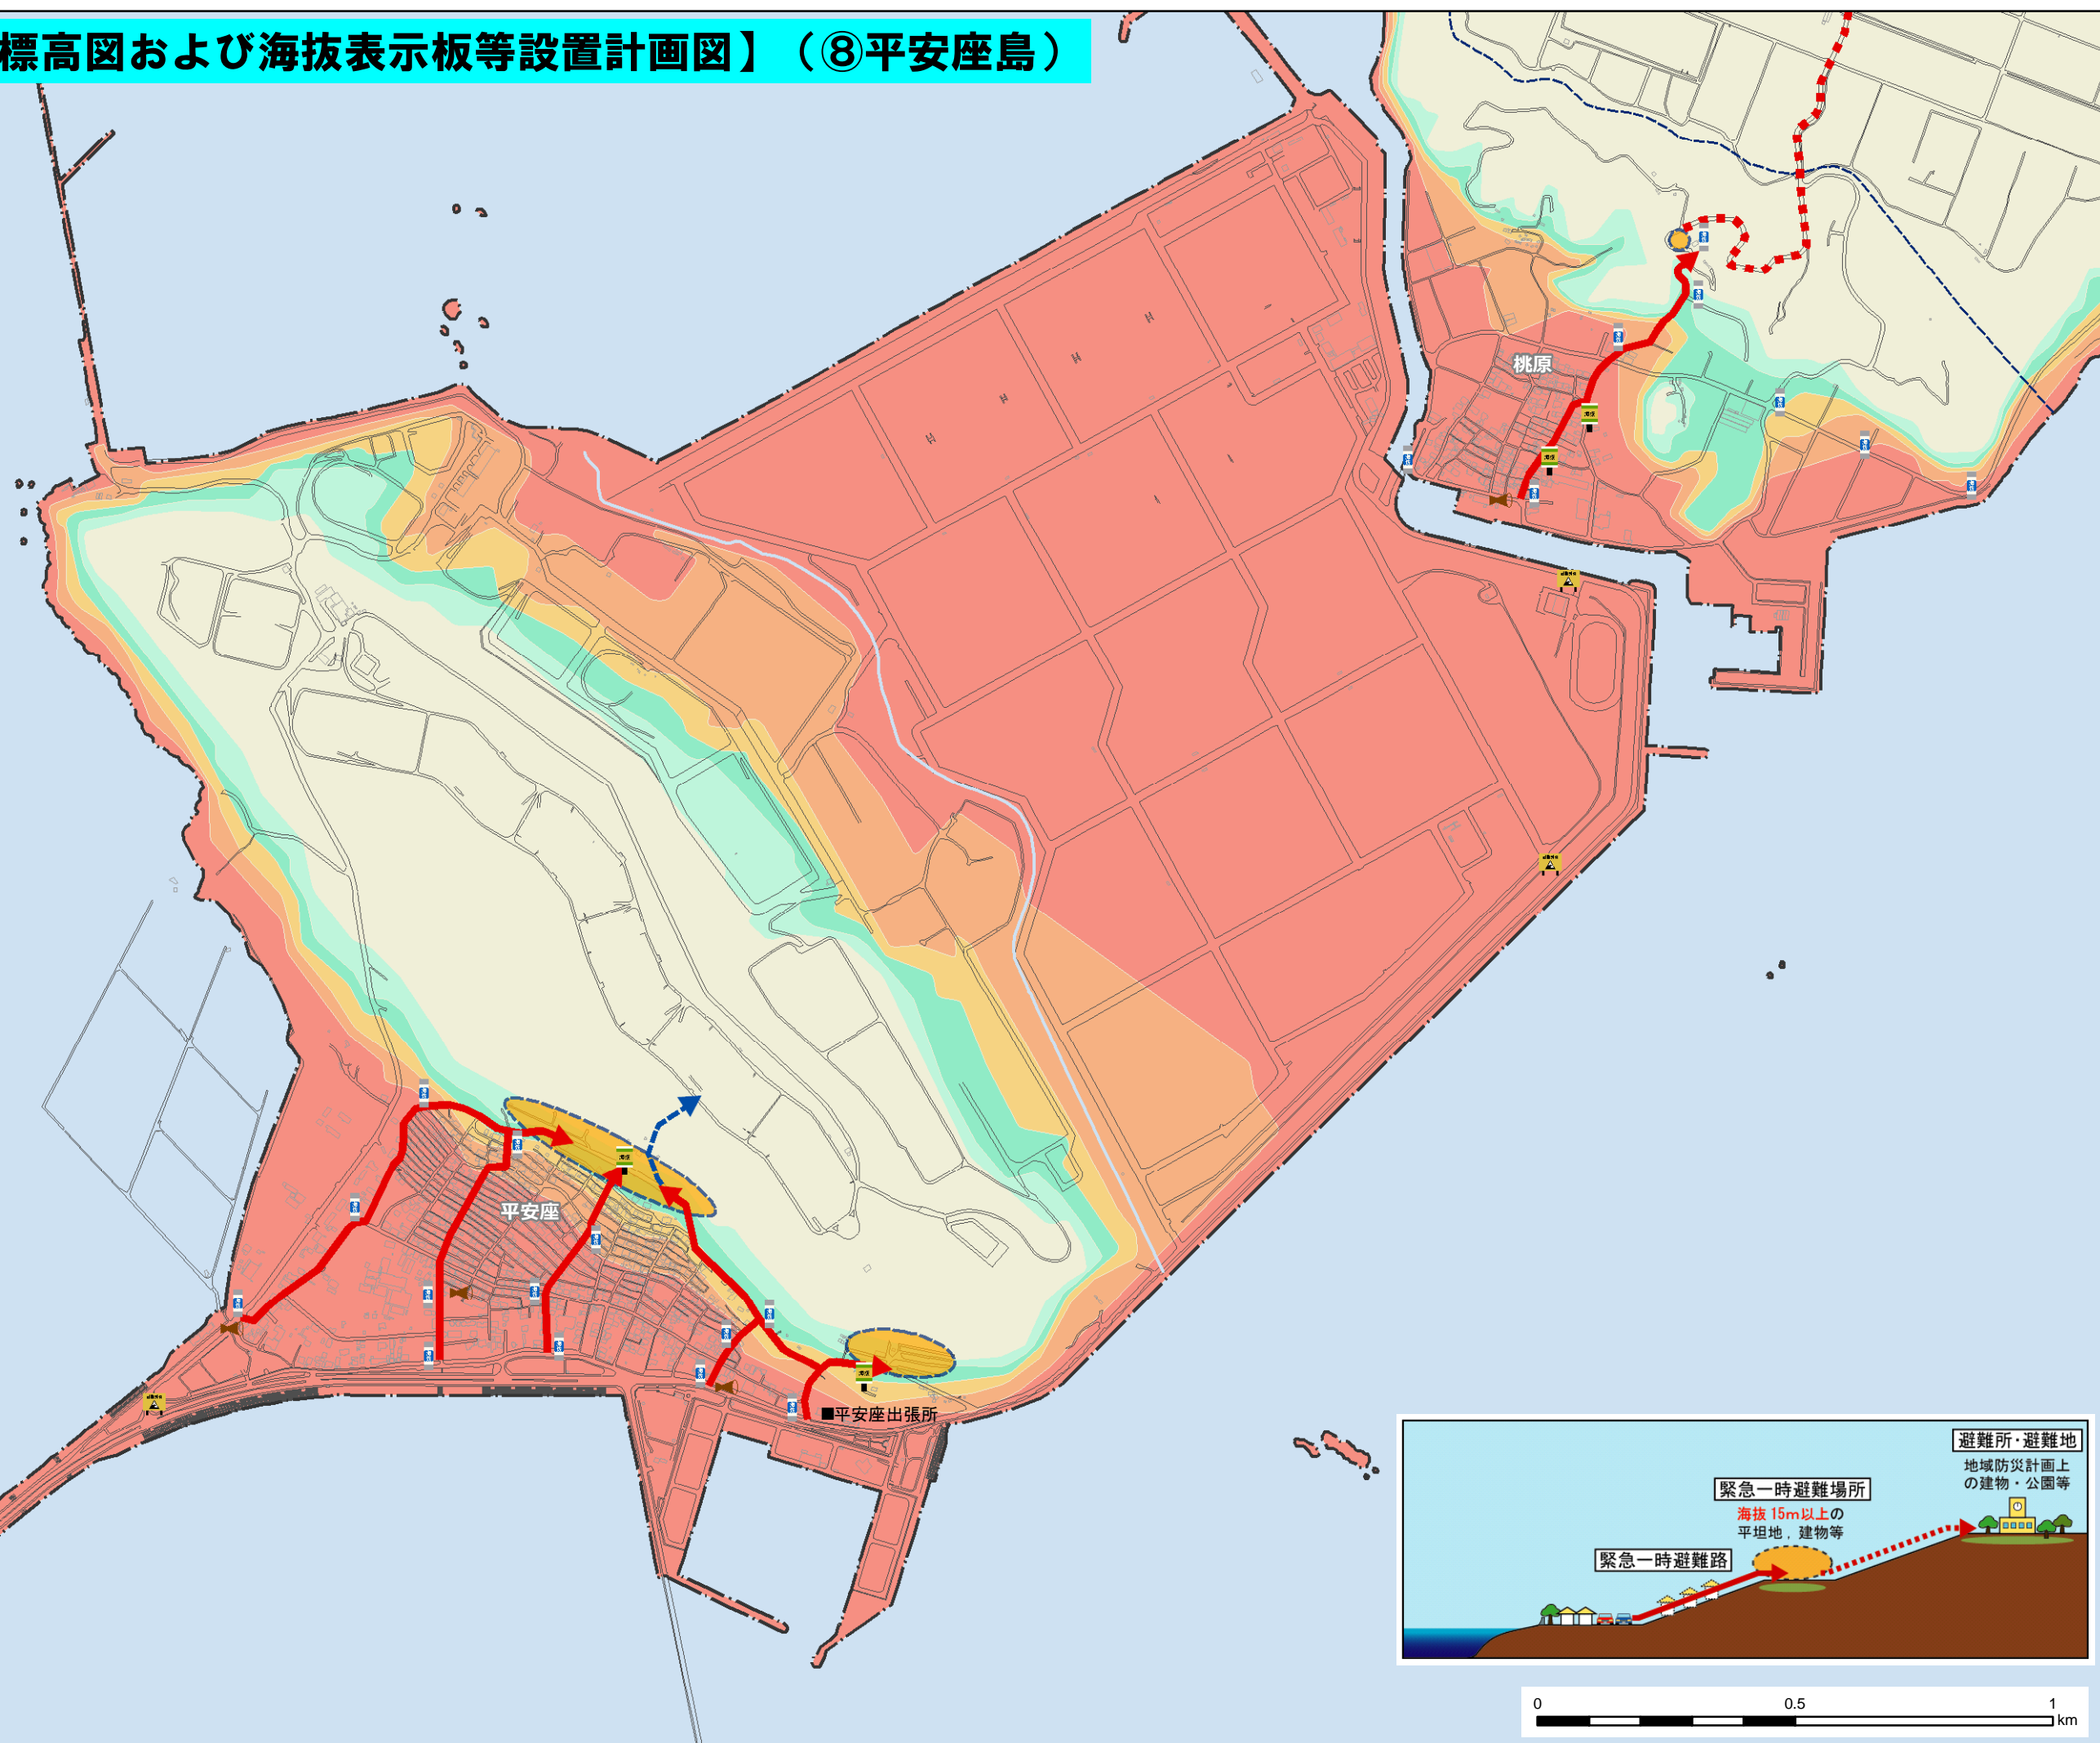 標高図および海抜表示板等設置計画図】（⑧平安座島）
桃原
平安座
■平安座出張所
避難所・避難地
地域防災計画上
の建物・公園等
緊急一時避難場所
海抜15m以上の
平坦地，建物等
緊急一時避難路
0 0.5 1
km